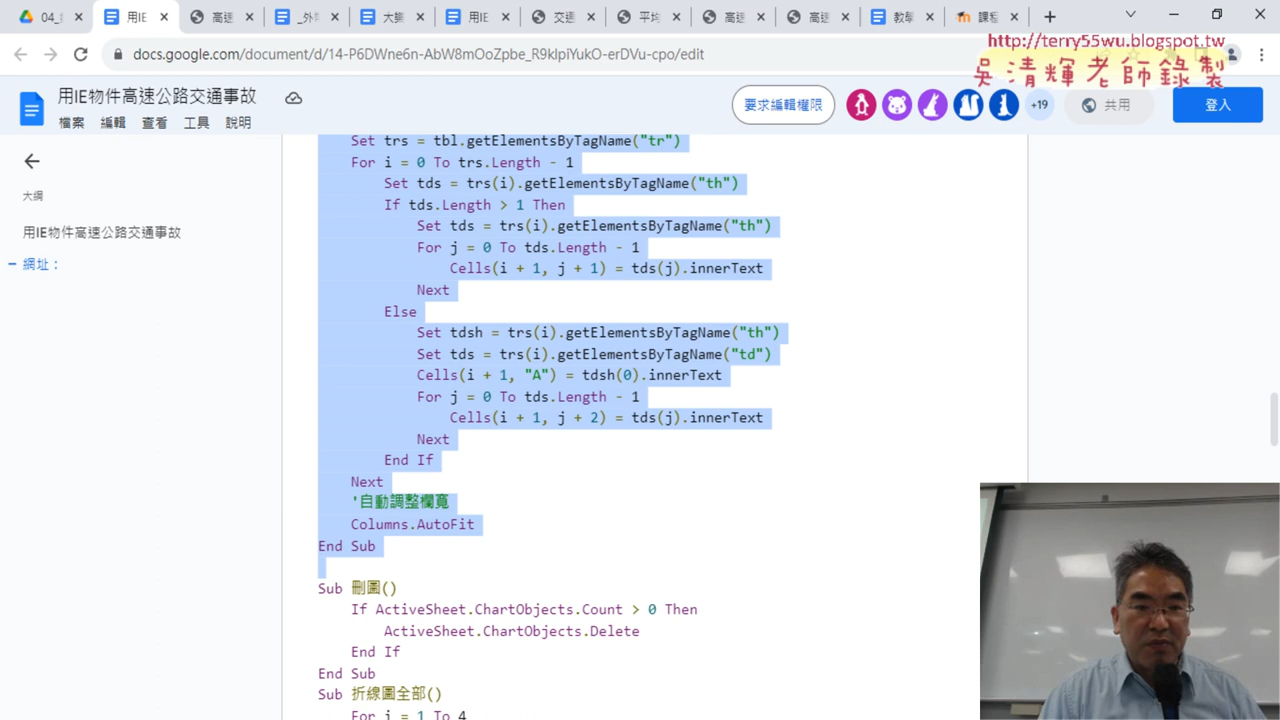 04_
用IE
高速
_外
大數
用IE
交通
平均
高速
高速
教學
課程
docs.google.com/document/d/14-P6DWne6n-AbW8mOoZpbe_R9klpiYukO-erDVu-cpo/edit
http://terry55wu.blogspot.tw
吳清輝老師錄製
用IE物件高速公路交通事故
檔案 編輯 查看 工具 說明
要求編輯權限
+19
共用
登入
大綱
用IE物件高速公路交通事故
網址：
Set trs = tbl.getElementsByTagName("tr")
For i = 0 To trs.Length - 1
Set tds = trs(i).getElementsByTagName("th")
If tds.Length > 1 Then
Set tds = trs(i).getElementsByTagName("th")
For j = 0 To tds.Length - 1
Cells(i + 1, j + 1) = tds(j).innerText
Next
Else
Set tdsh = trs(i).getElementsByTagName("th")
Set tds = trs(i).getElementsByTagName("td")
Cells(i + 1, "A") = tdsh(0).innerText
For j = 0 To tds.Length - 1
Cells(i + 1, j + 2) = tds(j).innerText
Next
End If
Next
'自動調整欄寬
Columns.AutoFit
End Sub
Sub 刪圖()
If ActiveSheet.ChartObjects.Count > 0 Then
ActiveSheet.ChartObjects.Delete
End If
End Sub
Sub 折線圖全部()
For i = 1 To 4